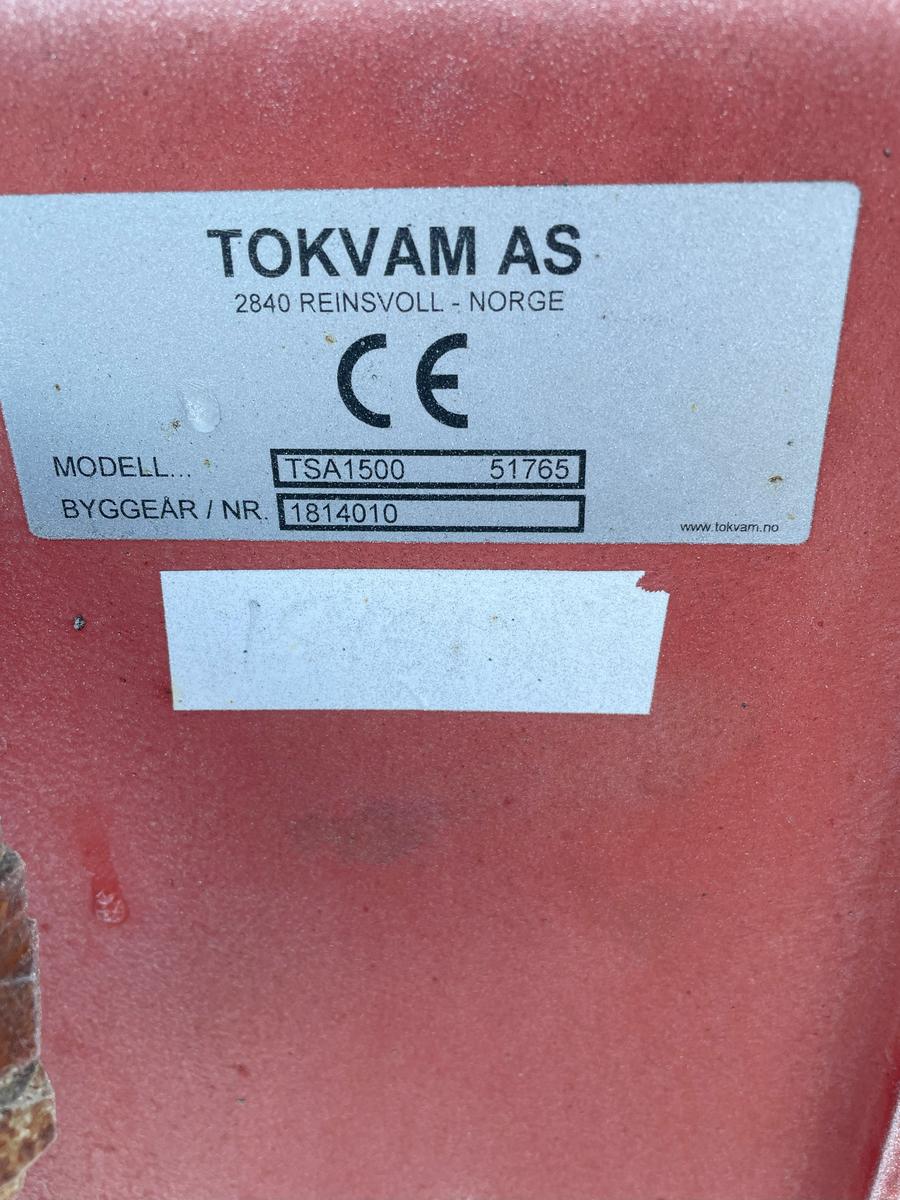 TOKVAM AS
2840 REINSVOLL - NORGE
CE
MODELL... TSA1500 51765
BYGGEÅR / NR. 1814010
www.tokvam.no